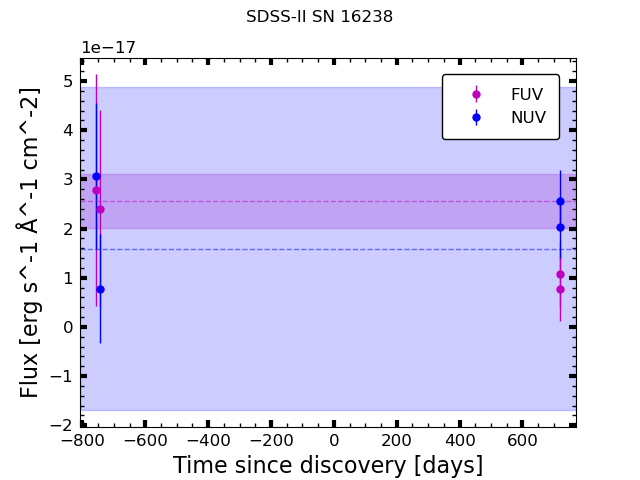 SDSS-II SN 16238
1e−17
FUV
NUV
5
4
3
2
1
0
−1
−2
Flux [erg s^-1 Å^-1 cm^-2]
−800 −600 −400 −200 0 200 400 600
Time since discovery [days]